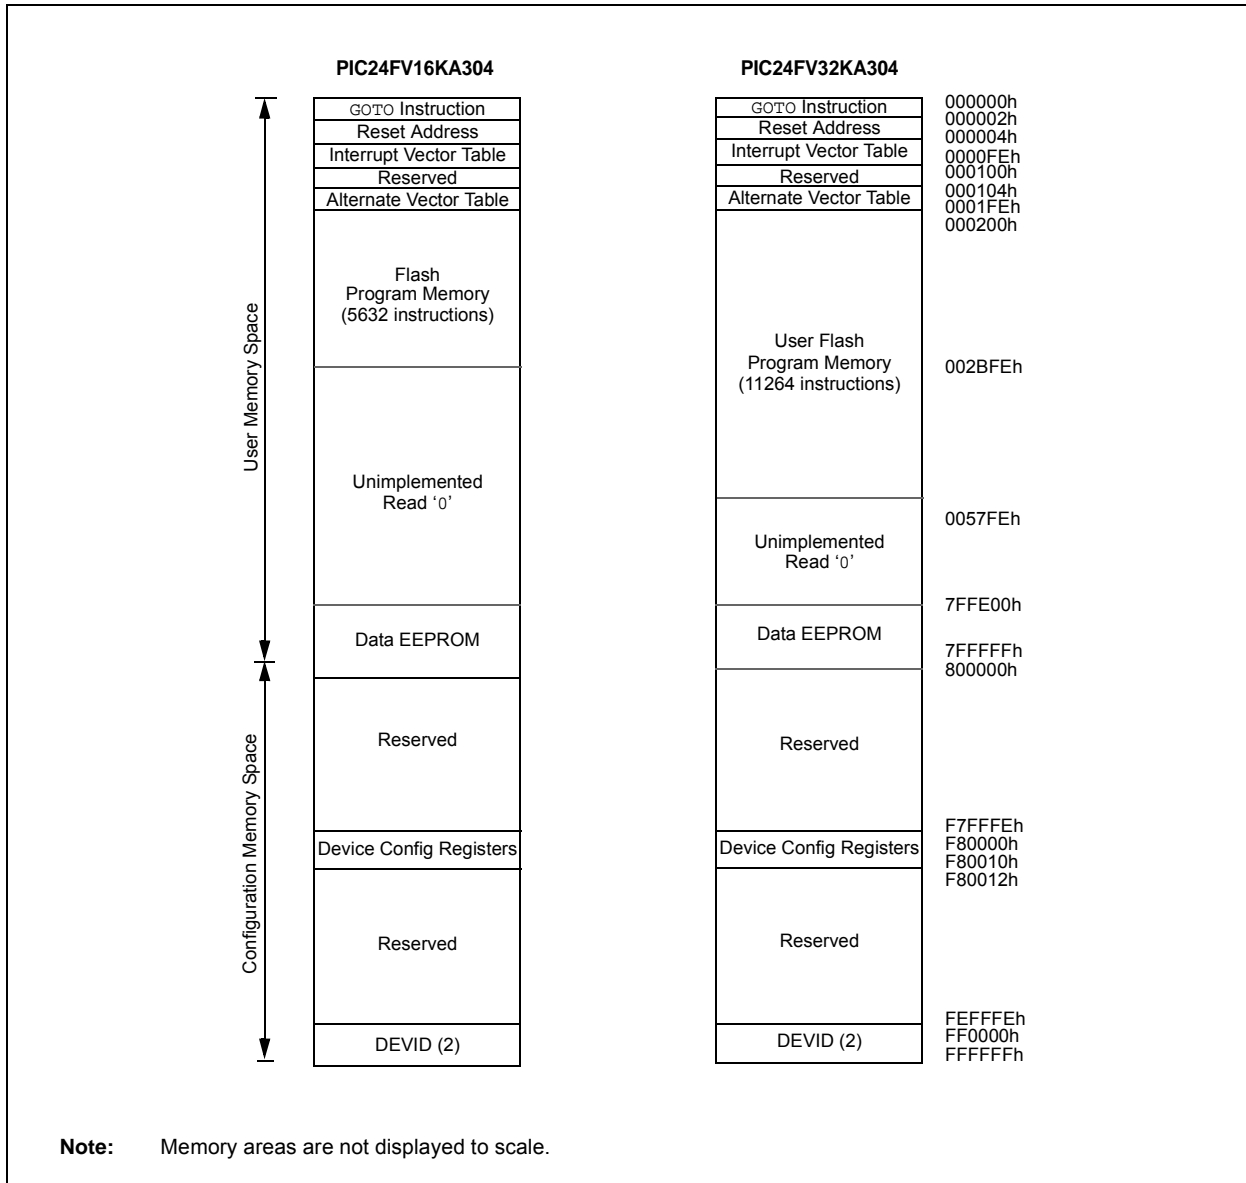 PIC24FV16KA304
GOTO Instruction
Reset Address
Interrupt Vector Table
Reserved
Alternate Vector Table
Flash
Program Memory
(5632 instructions)
Unimplemented
Read ‘0’
Data EEPROM
Reserved
Device Config Registers
Reserved
DEVID (2)
User Memory Space
Configuration Memory Space
PIC24FV32KA304
GOTO Instruction
Reset Address
Interrupt Vector Table
Reserved
Alternate Vector Table
User Flash
Program Memory
(11264 instructions)
Unimplemented
Read ‘0’
Data EEPROM
Reserved
Device Config Registers
Reserved
DEVID (2)
000000h
000002h
000004h
0000FEh
000100h
000104h
0001FEh
000200h
002BFEh
0057FEh
7FFE00h
7FFFFFh
800000h
F7FFFEh
F80000h
F80010h
F80012h
FEFFFEh
FF0000h
FFFFFFh
Note: Memory areas are not displayed to scale.